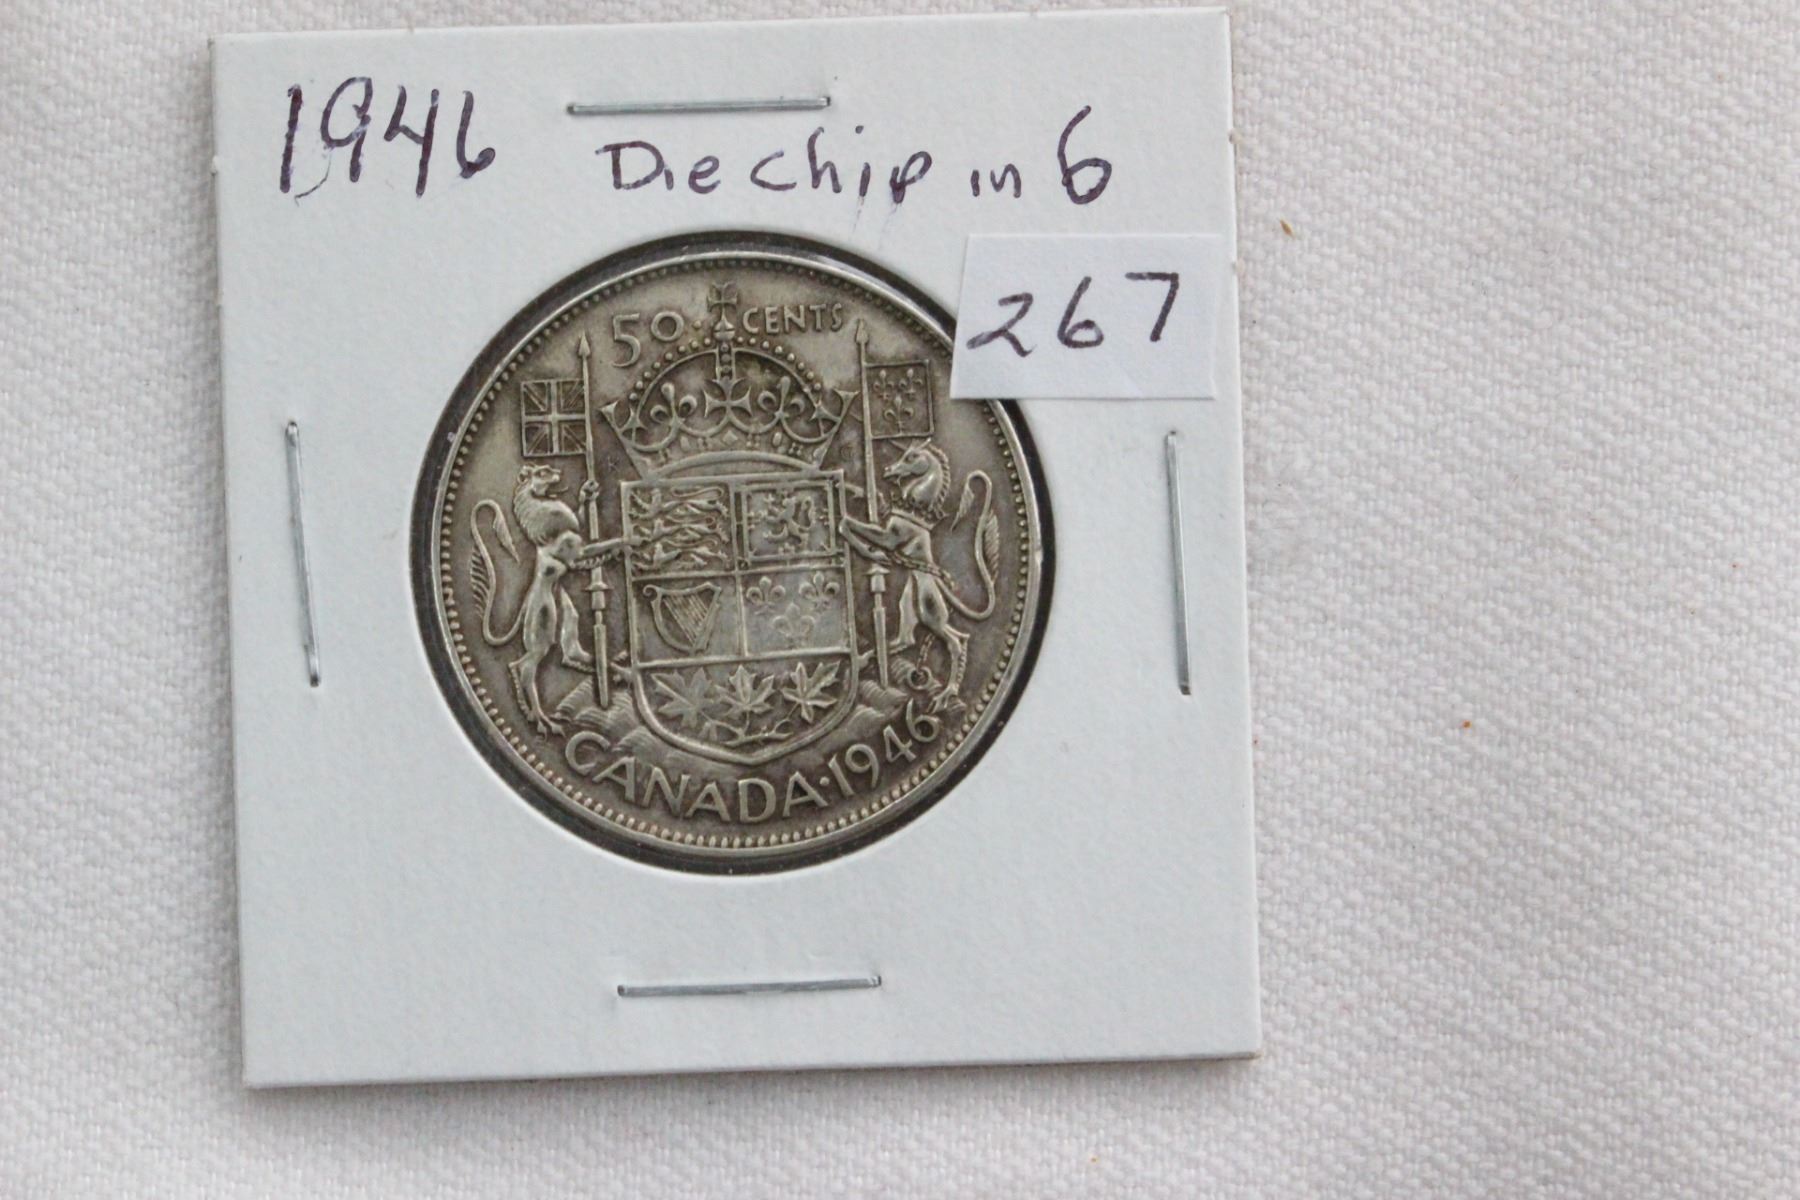 1946
Die chip in 6
267
50 · CENTS
K G
CANADA · 1946